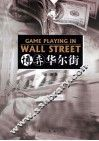 GAME PLAYING IN
WALL STREET
博弈华尔街